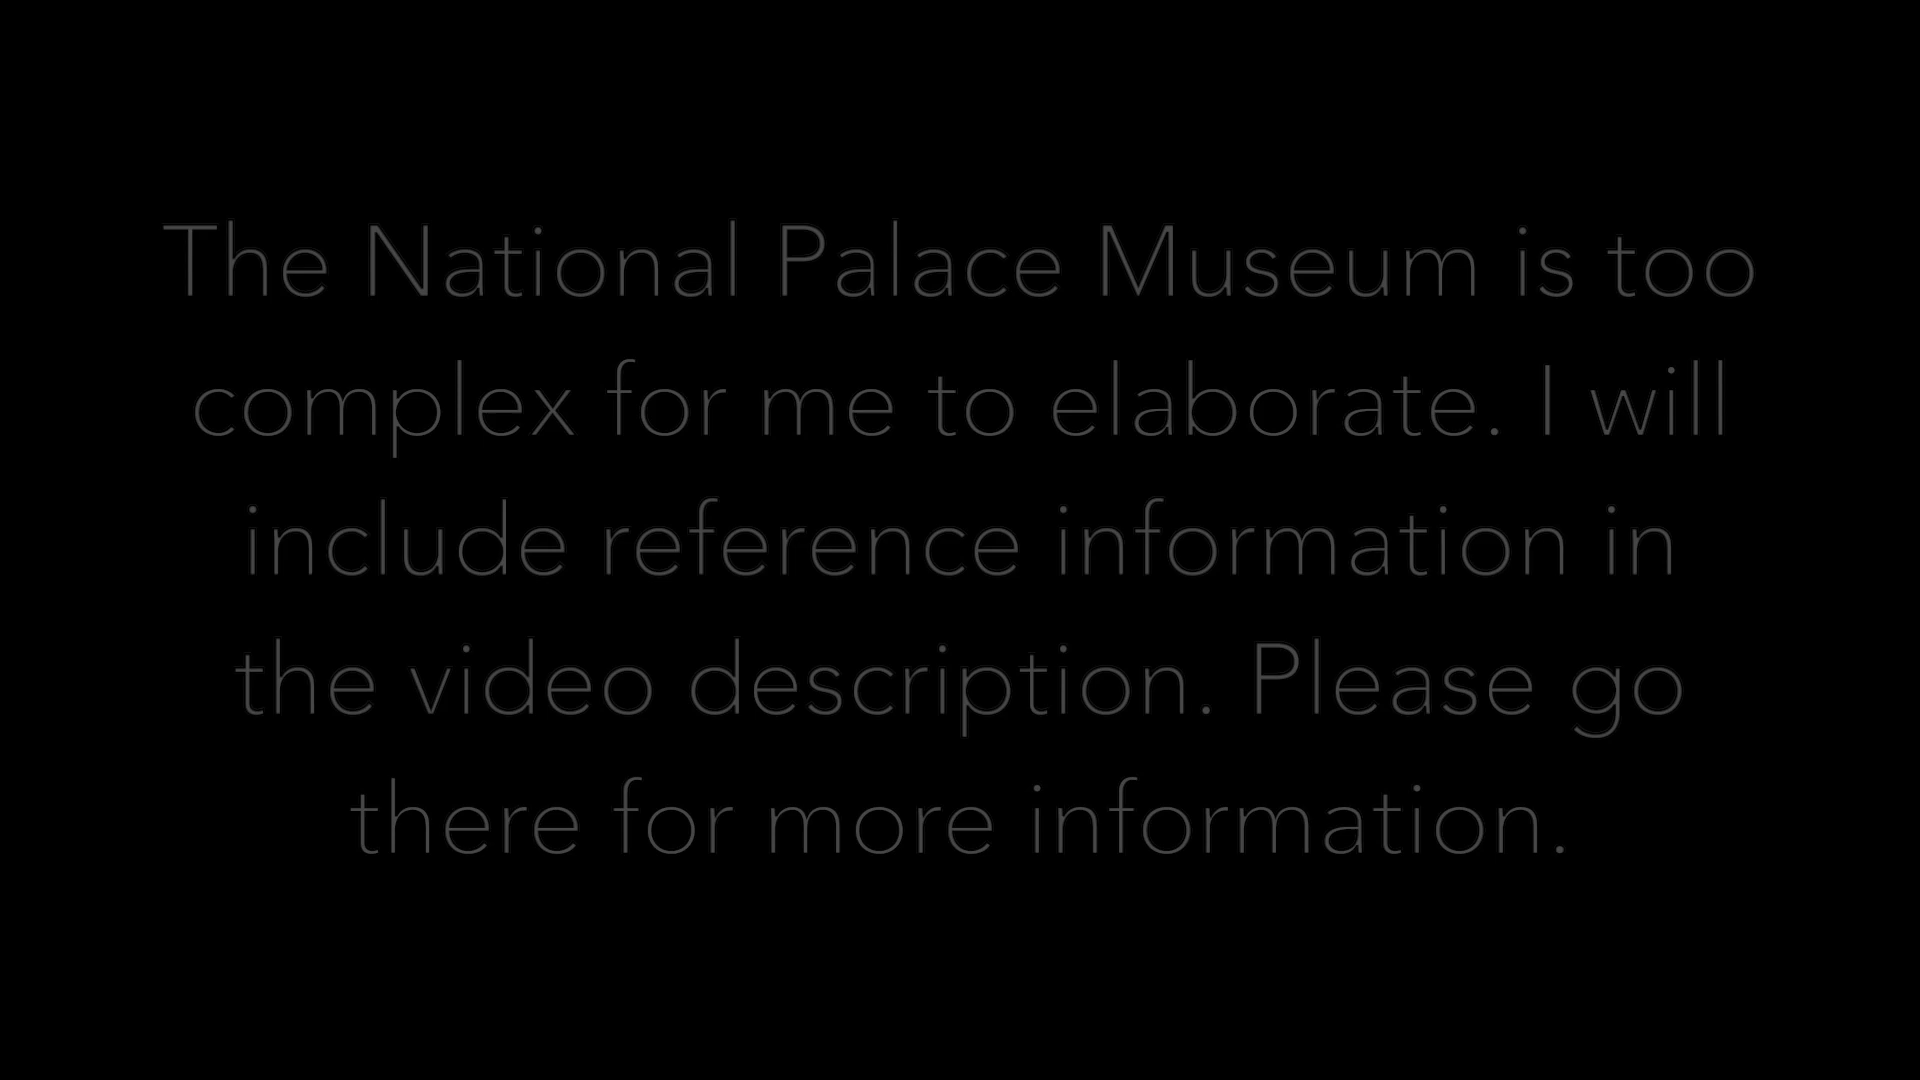 The National Palace Museum is too
complex for me to elaborate. I will
include reference information in
the video description. Please go
there for more information.